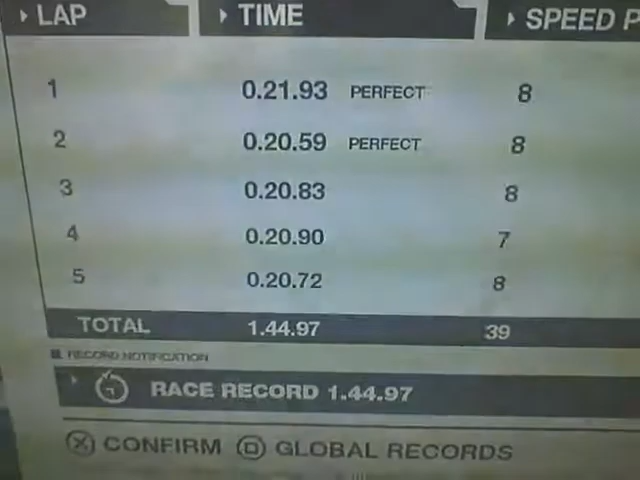 LAP TIME SPEED P
1 0.21.93 PERFECT 8
2 0.20.59 PERFECT 8
3 0.20.83 8
4 0.20.90 7
5 0.20.72 8
TOTAL 1.44.97 39
RECORD NOTIFICATION
RACE RECORD 1.44.97
CONFIRM GLOBAL RECORDS